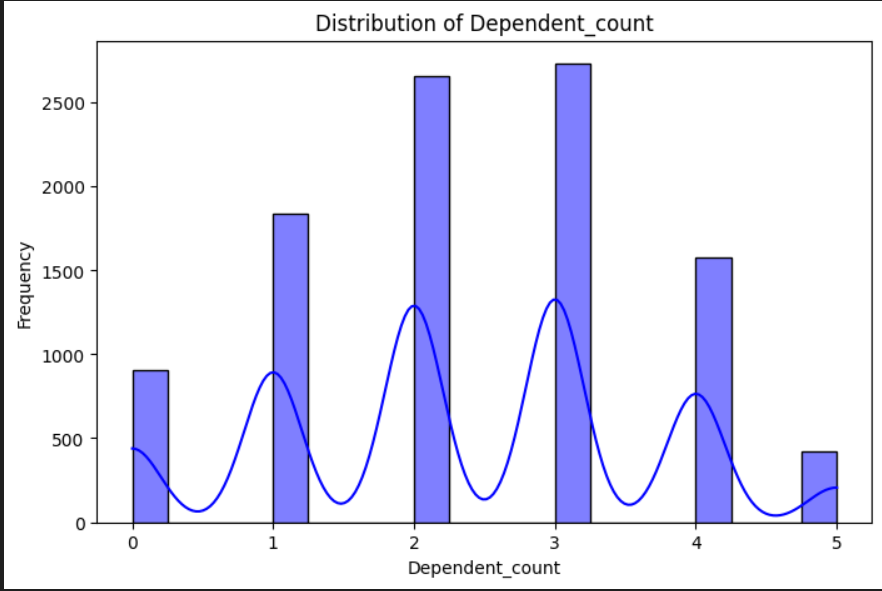 Distribution of Dependent_count
Frequency
2500
2000
1500
1000
500
0
0 1 2 3 4 5
Dependent_count